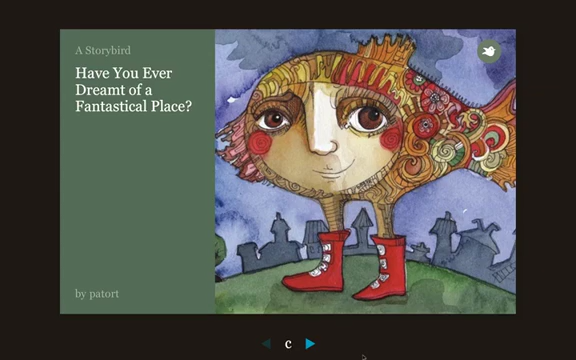 A Storybird
Have You Ever
Dreamt of a
Fantastical Place?
by patort
c